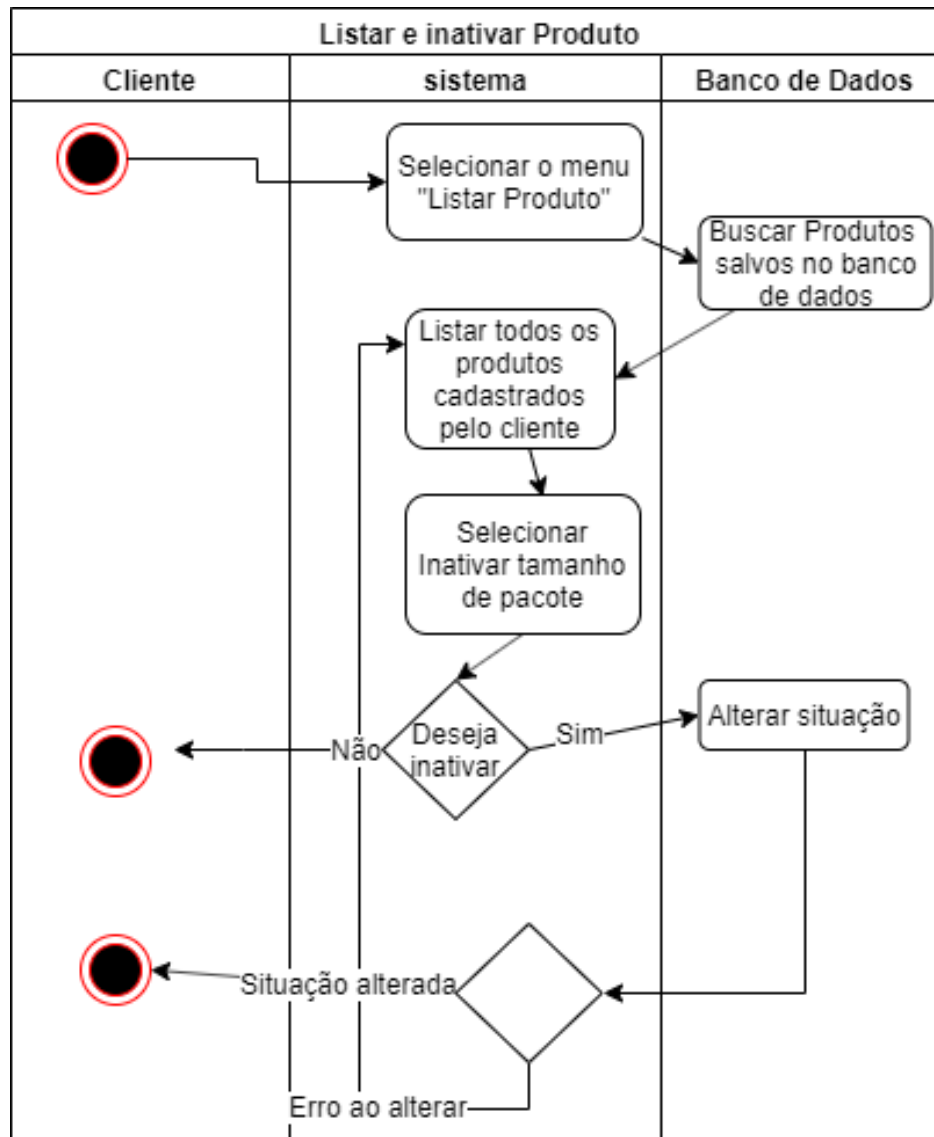 Listar e inativar Produto
Cliente
sistema
Banco de Dados
Selecionar o menu
"Listar Produto"
Buscar Produtos
salvos no banco
de dados
Listar todos os
produtos
cadastrados
pelo cliente
Selecionar
Inativar tamanho
de pacote
Deseja
inativar
Não
Sim
Alterar situação
Situação alterada
Erro ao alterar